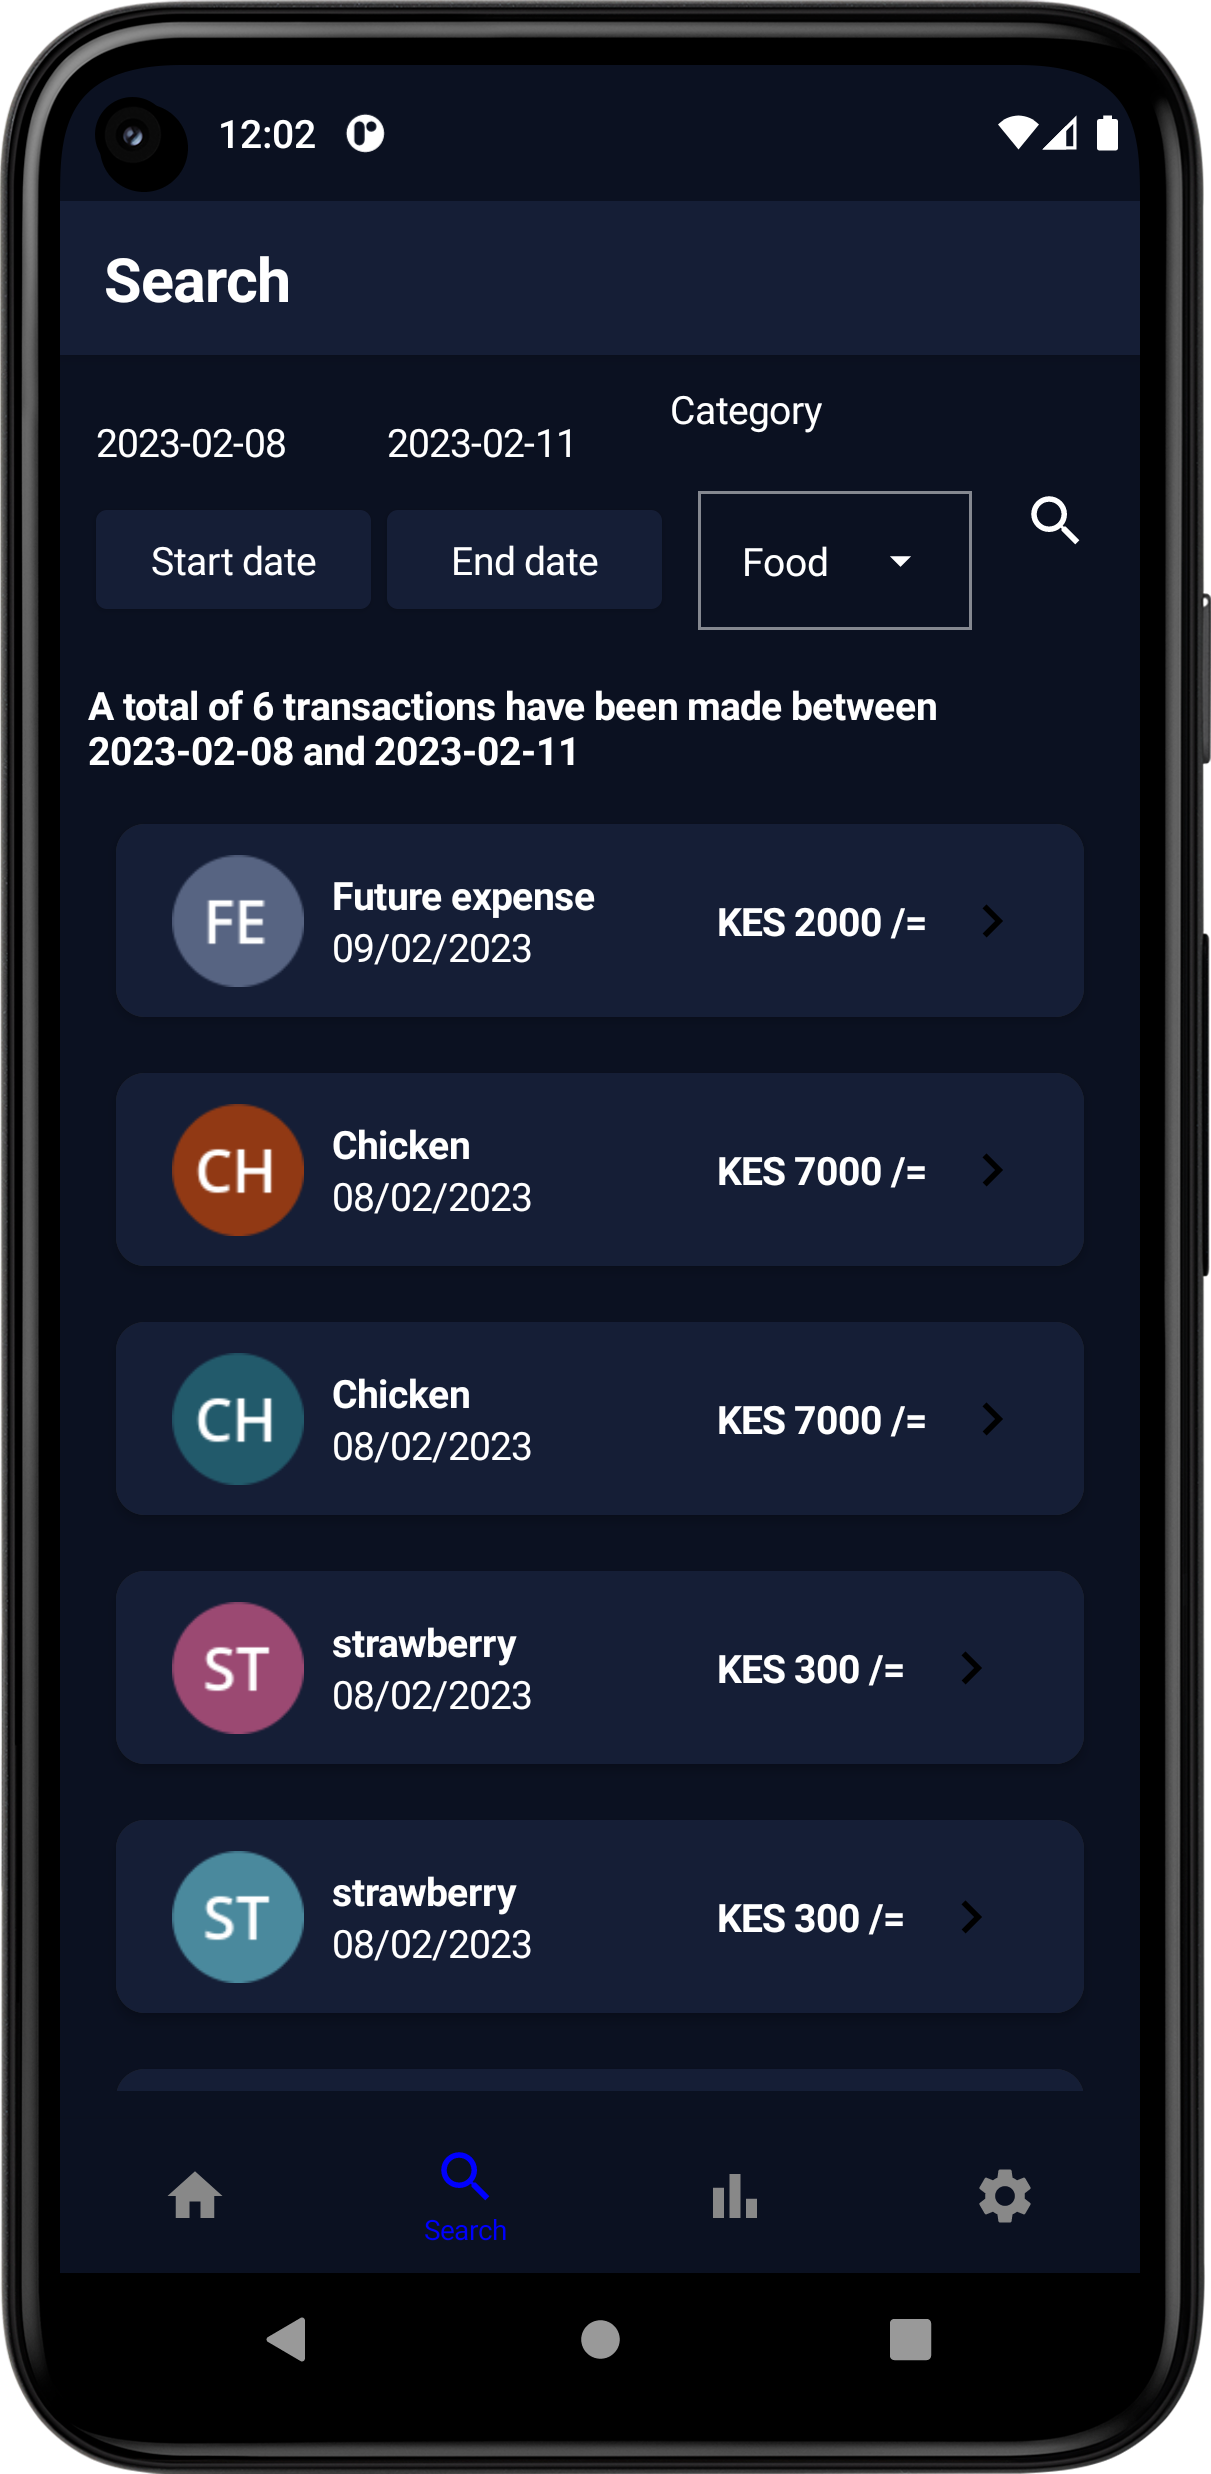 12:02
Search
Category
2023-02-08
2023-02-11
Start date
End date
Food
A total of 6 transactions have been made between
2023-02-08 and 2023-02-11
FE
Future expense
09/02/2023
KES 2000 /=
CH
Chicken
08/02/2023
KES 7000 /=
CH
Chicken
08/02/2023
KES 7000 /=
ST
strawberry
08/02/2023
KES 300 /=
ST
strawberry
08/02/2023
KES 300 /=
Search